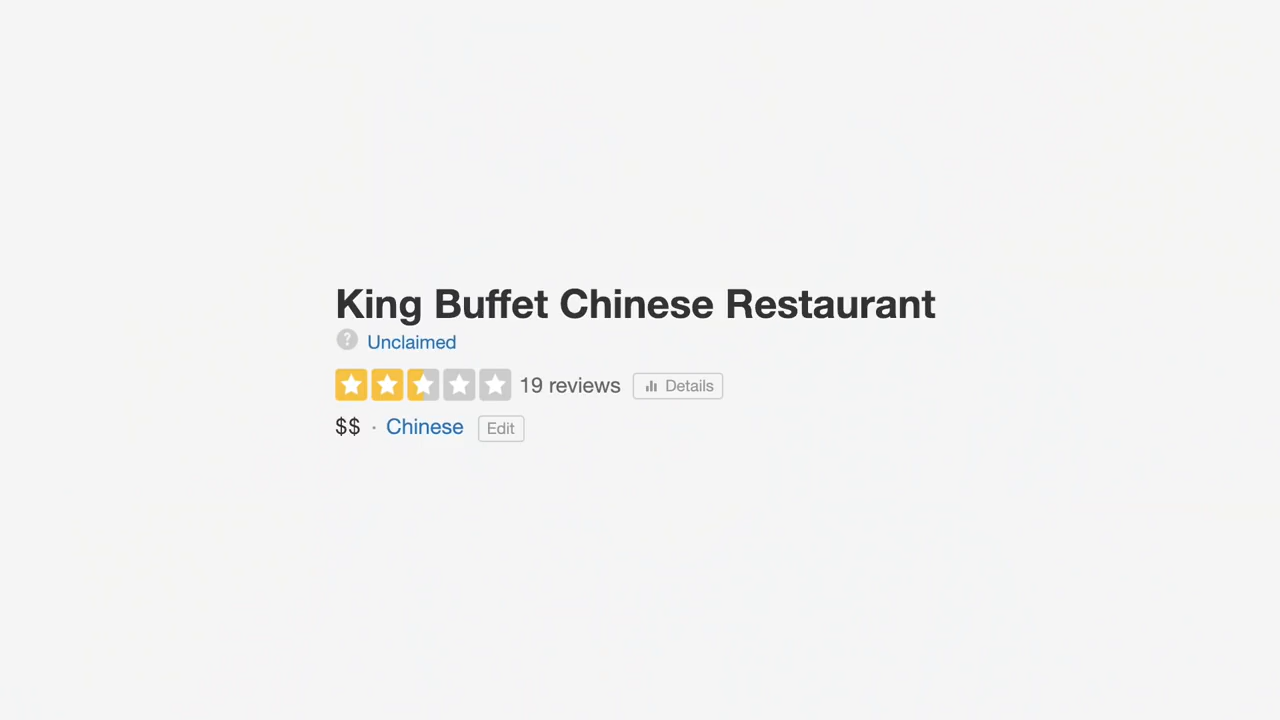 King Buffet Chinese Restaurant
? Unclaimed
19 reviews Details
$$ · Chinese Edit